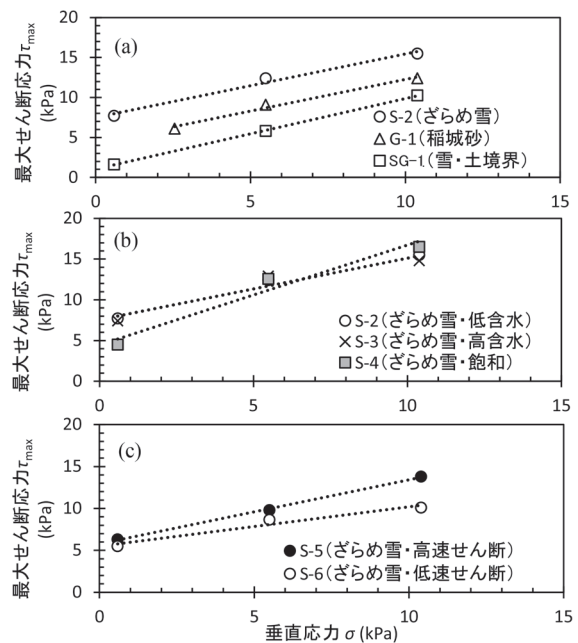 最大せん断応力τmax
(kPa)
20
15
10
5
0
(a)
S-2(ざらめ雪)
G-1(稲城砂)
SG-1(雪・土境界)
0
5
10
15
最大せん断応力τmax
(kPa)
20
15
10
5
0
(b)
S-2(ざらめ雪・低含水)
S-3(ざらめ雪・高含水)
S-4(ざらめ雪・飽和)
0
5
10
15
最大せん断応力τmax
(kPa)
20
15
10
5
0
(c)
S-5(ざらめ雪・高速せん断)
S-6(ざらめ雪・低速せん断)
0
5
10
15
垂直応力 σ (kPa)